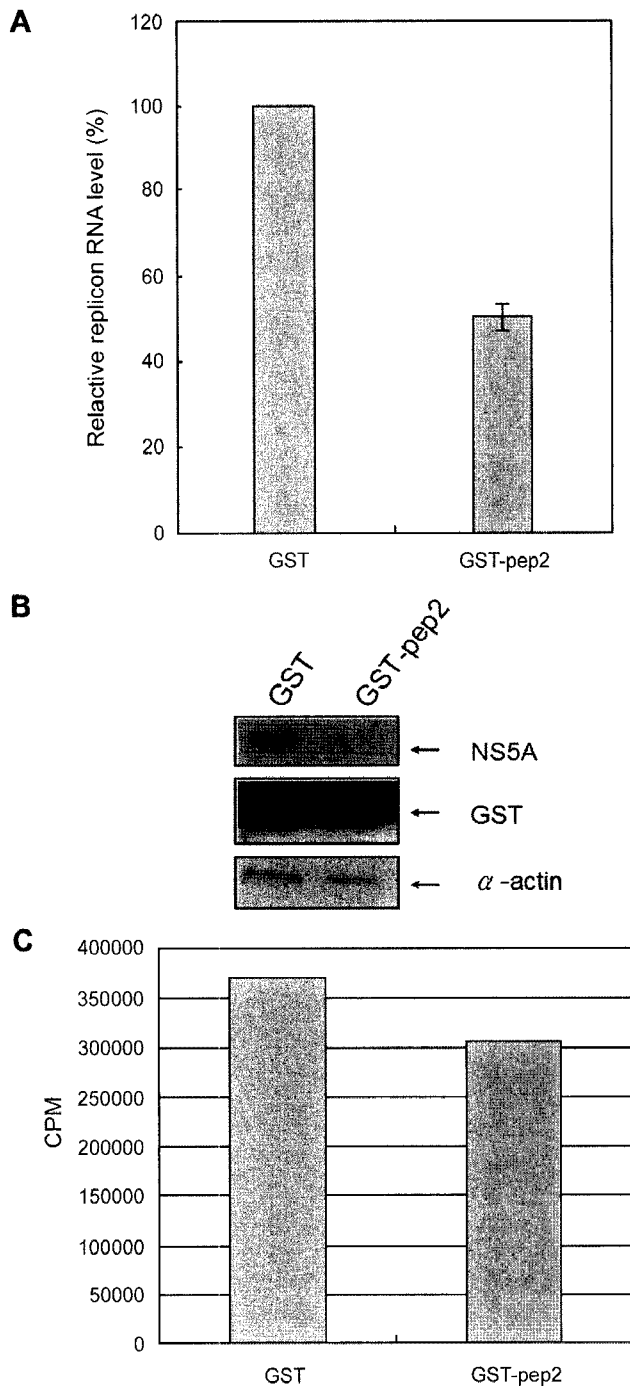 A
Relactive replicon RNA level (%)
120
100
80
60
40
20
0
GST
GST-pep2
B
GST
GST-pep2
NS5A
GST
α-actin
C
CPM
400000
350000
300000
250000
200000
150000
100000
50000
0
GST
GST-pep2